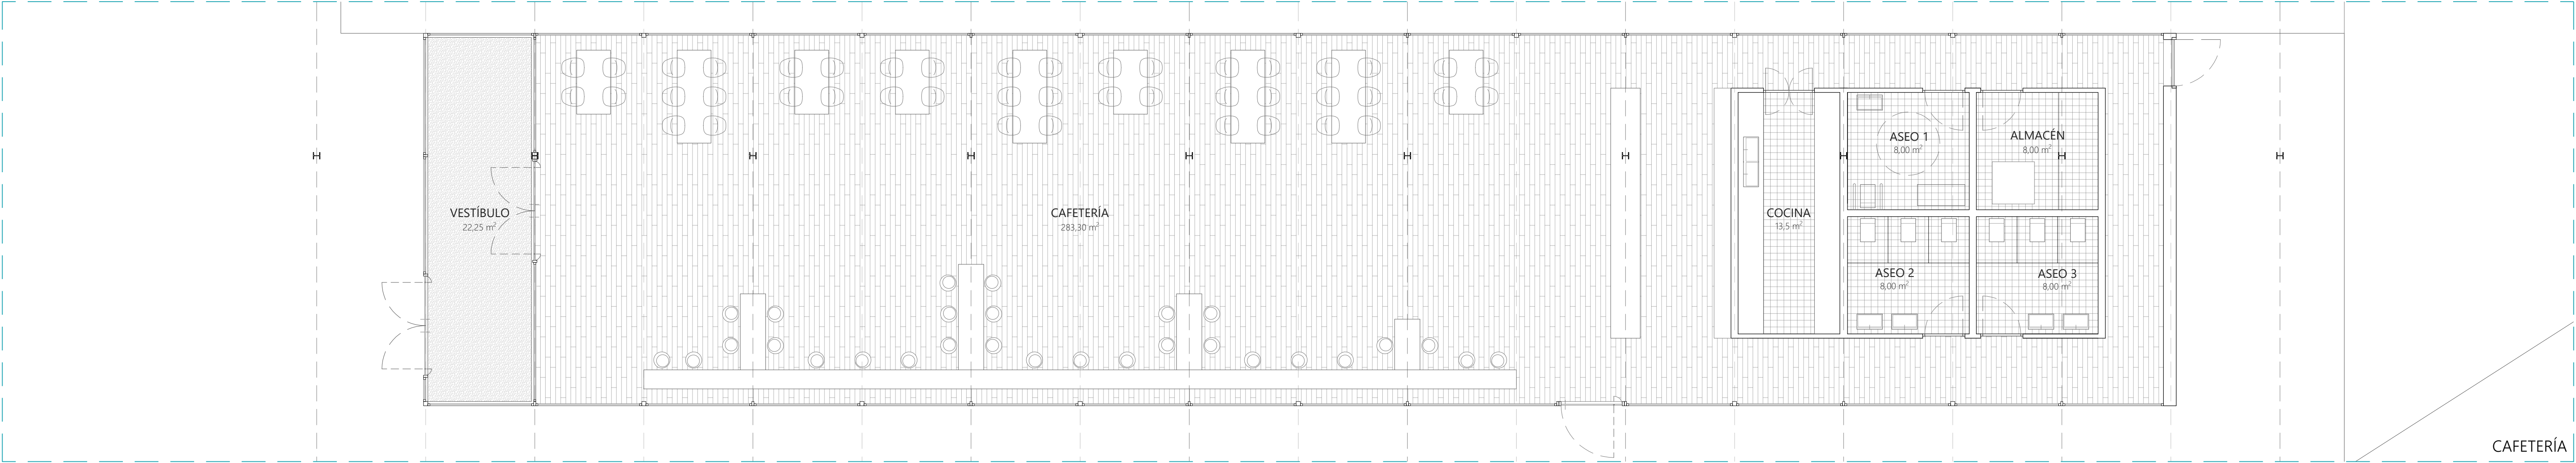 VESTÍBULO
22,25 m²
CAFETERÍA
283,30 m²
COCINA
13,5 m²
ASEO 1
8,00 m²
ALMACÉN
8,00 m²
ASEO 2
8,00 m²
ASEO 3
8,00 m²
CAFETERÍA